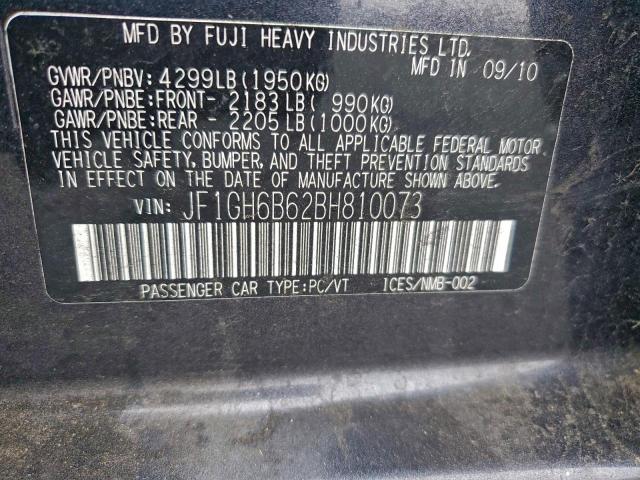 MFD BY FUJI HEAVY INDUSTRIES LTD.
MFD IN 09/10
GVWR/PNBV: 4299LB(1950KG)
GAWR/PNBE:FRONT- 2183LB( 990KG)
GAWR/PNBE:REAR - 2205LB(1000KG)
THIS VEHICLE CONFORMS TO ALL APPLICABLE FEDERAL MOTOR
VEHICLE SAFETY, BUMPER, AND THEFT PREVENTION STANDARDS
IN EFFECT ON THE DATE OF MANUFACTURE SHOWN ABOVE.
VIN: JF1GH6B62BH810073
PASSENGER CAR TYPE:PC/VT ICES/NMB-002